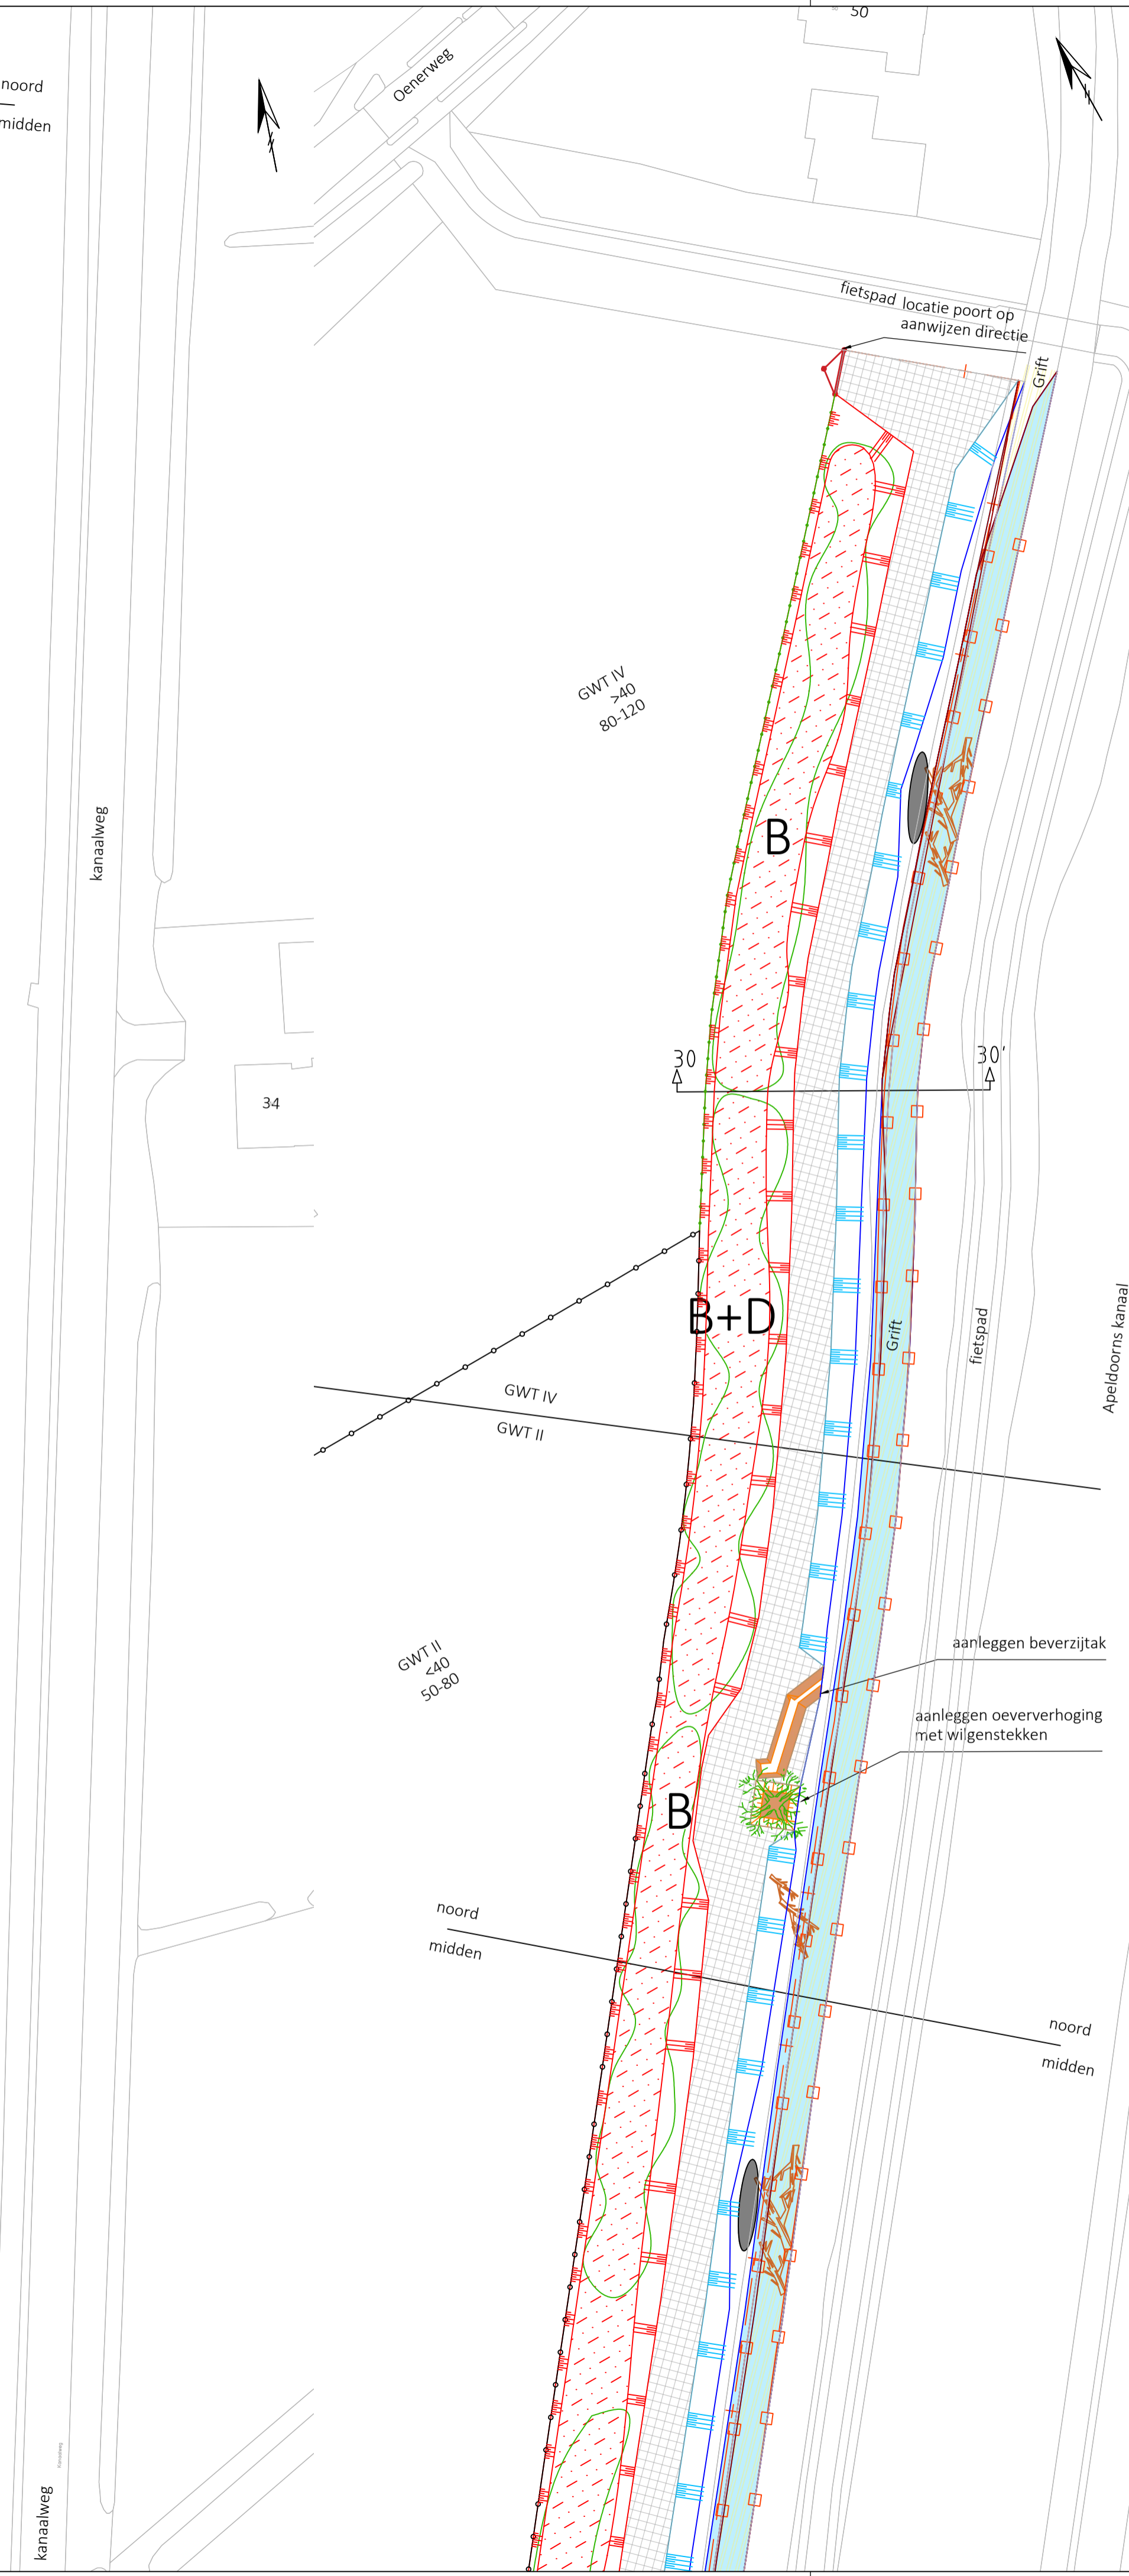 50
noord
midden
Oenerweg
fietspad
locatie poort op
aanwijzen directie
Grift
GWT IV
>40
80-120
B
kanaalweg
30
30'
34
B+D
Grift
fietspad
Apeldoorns kanaal
GWT IV
GWT II
GWT II
<40
50-80
aanleggen beverzijtak
aanleggen oeververhoging
met wilgenstekken
B
noord
midden
noord
midden
kanaalweg